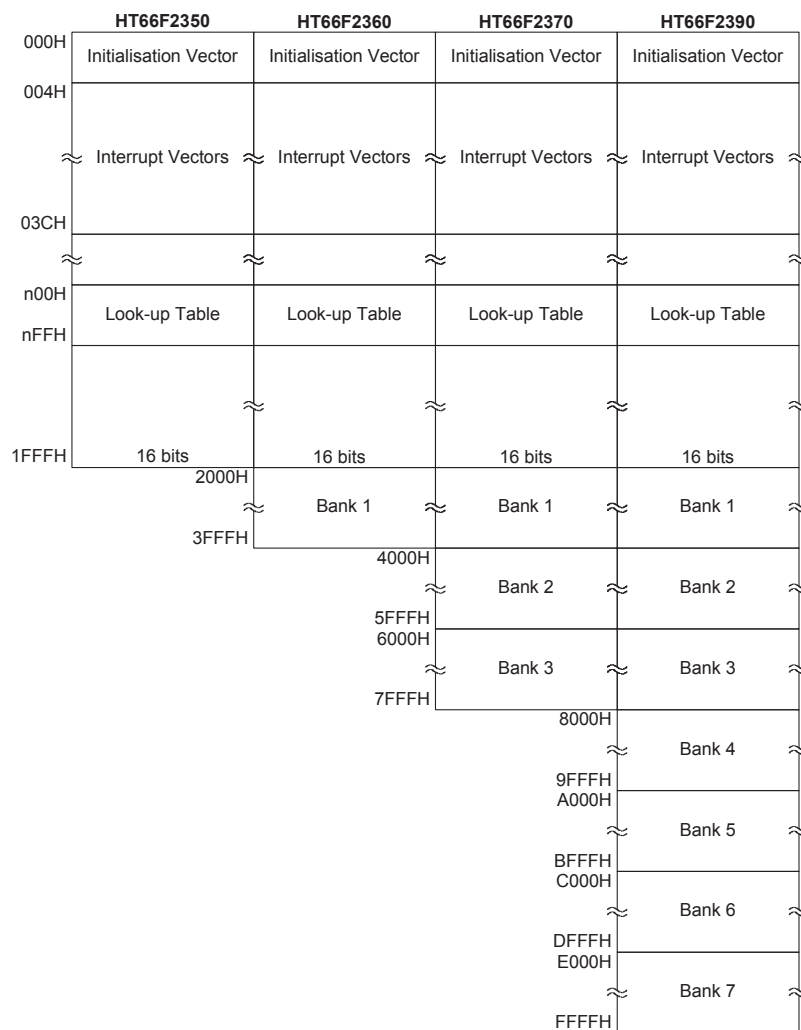 HT66F2350 HT66F2360 HT66F2370 HT66F2390
000H
Initialisation Vector Initialisation Vector Initialisation Vector Initialisation Vector
004H
Interrupt Vectors Interrupt Vectors Interrupt Vectors Interrupt Vectors
03CH
n00H
Look-up Table Look-up Table Look-up Table Look-up Table
nFFH
1FFFH 16 bits 16 bits 16 bits 16 bits
2000H
Bank 1 Bank 1 Bank 1
3FFFH
4000H
Bank 2 Bank 2
5FFFH
6000H
Bank 3 Bank 3
7FFFH
8000H
Bank 4
9FFFH
A000H
Bank 5
BFFFH
C000H
Bank 6
DFFFH
E000H
Bank 7
FFFFH